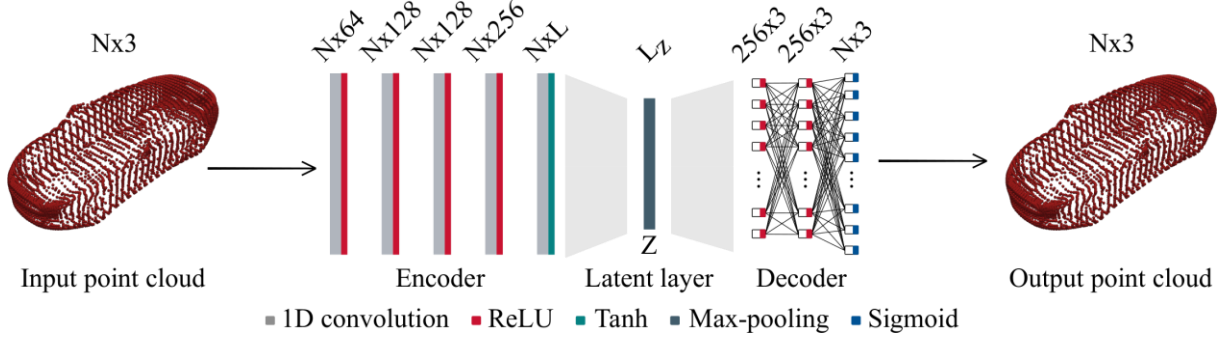 Nx3
Nx64
Nx128
Nx128
Nx256
NxL
Lz
256x3
256x3
Nx3
Nx3
Z
Input point cloud
Encoder
Latent layer
Decoder
Output point cloud
1D convolution ReLU Tanh Max-pooling Sigmoid